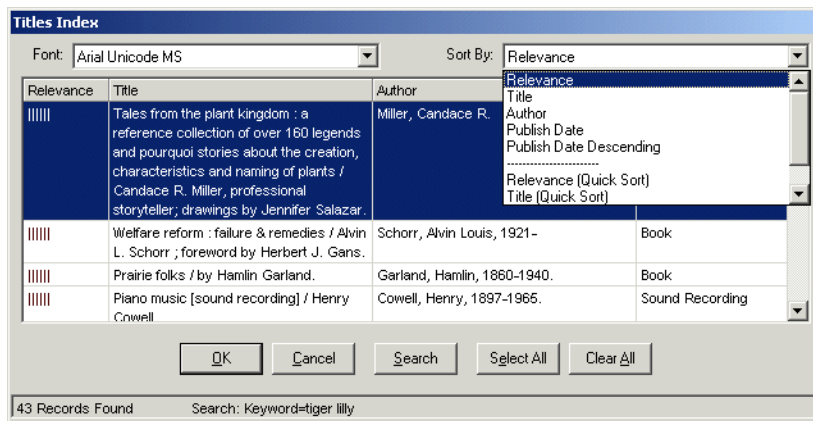 Titles Index
Font: Arial Unicode MS Sort By: Relevance
Relevance
Title
Author
Publish Date
Publish Date Descending
------------------------
Relevance (Quick Sort)
Title (Quick Sort)
Relevance Title Author
Tales from the plant kingdom : a
reference collection of over 160 legends
and pourquoi stories about the creation,
characteristics and naming of plants /
Candace R. Miller, professional
storyteller; drawings by Jennifer Salazar.
Miller, Candace R.
Welfare reform : failure & remedies / Alvin
L. Schorr ; foreword by Herbert J. Gans.
Schorr, Alvin Louis, 1921-
Book
Prairie folks / by Hamlin Garland.
Garland, Hamlin, 1860-1940.
Book
Piano music [sound recording] / Henry
Cowell
Cowell, Henry, 1897-1965.
Sound Recording
OK Cancel Search Select All Clear All
43 Records Found Search: Keyword=tiger lilly